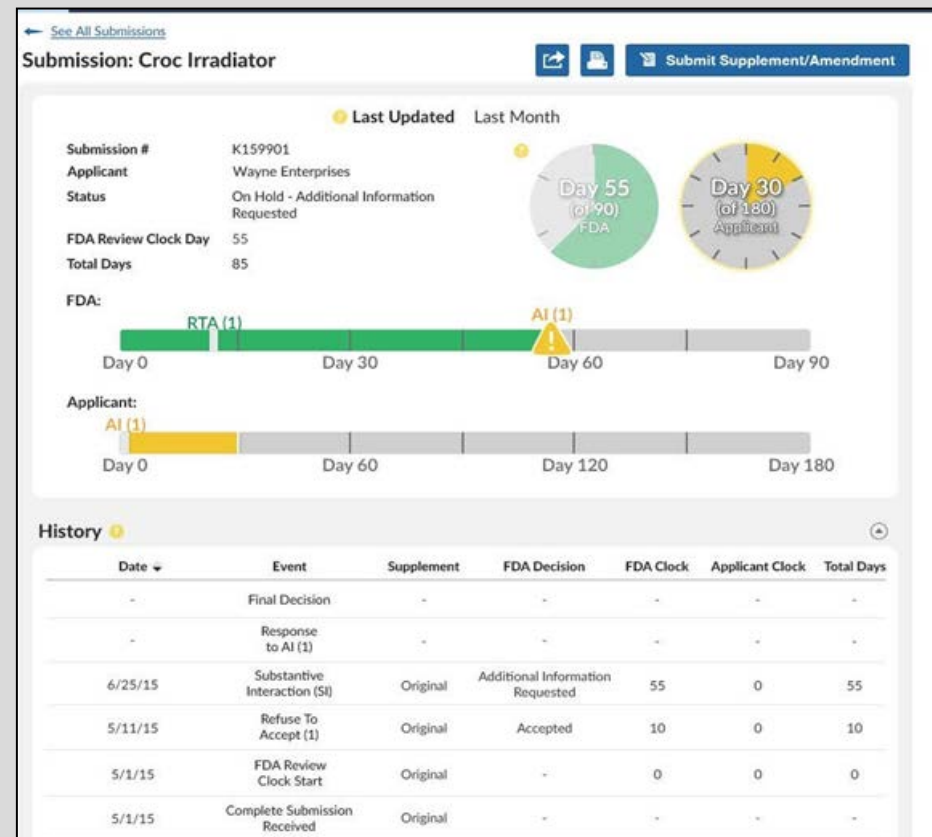 See All Submissions
Submission: Croc Irradiator
Submit Supplement/Amendment
Last Updated Last Month
Submission # K159901
Applicant Wayne Enterprises
Status On Hold - Additional Information
Requested
FDA Review Clock Day 55
Total Days 85
Day 55
(of 90)
FDA
Day 30
(of 180)
Applicant
FDA:
RTA (1) AI (1)
Day 0 Day 30 Day 60 Day 90
Applicant:
AI (1)
Day 0 Day 60 Day 120 Day 180
History
Date Event Supplement FDA Decision FDA Clock Applicant Clock Total Days
- Final Decision - - - - -
- Response
to AI (1) - - - - -
6/25/15 Substantive
Interaction (SI) Original Additional Information
Requested 55 0 55
5/11/15 Refuse To
Accept (1) Original Accepted 10 0 10
5/1/15 FDA Review
Clock Start Original - 0 0 0
5/1/15 Complete Submission
Received Original - - - -